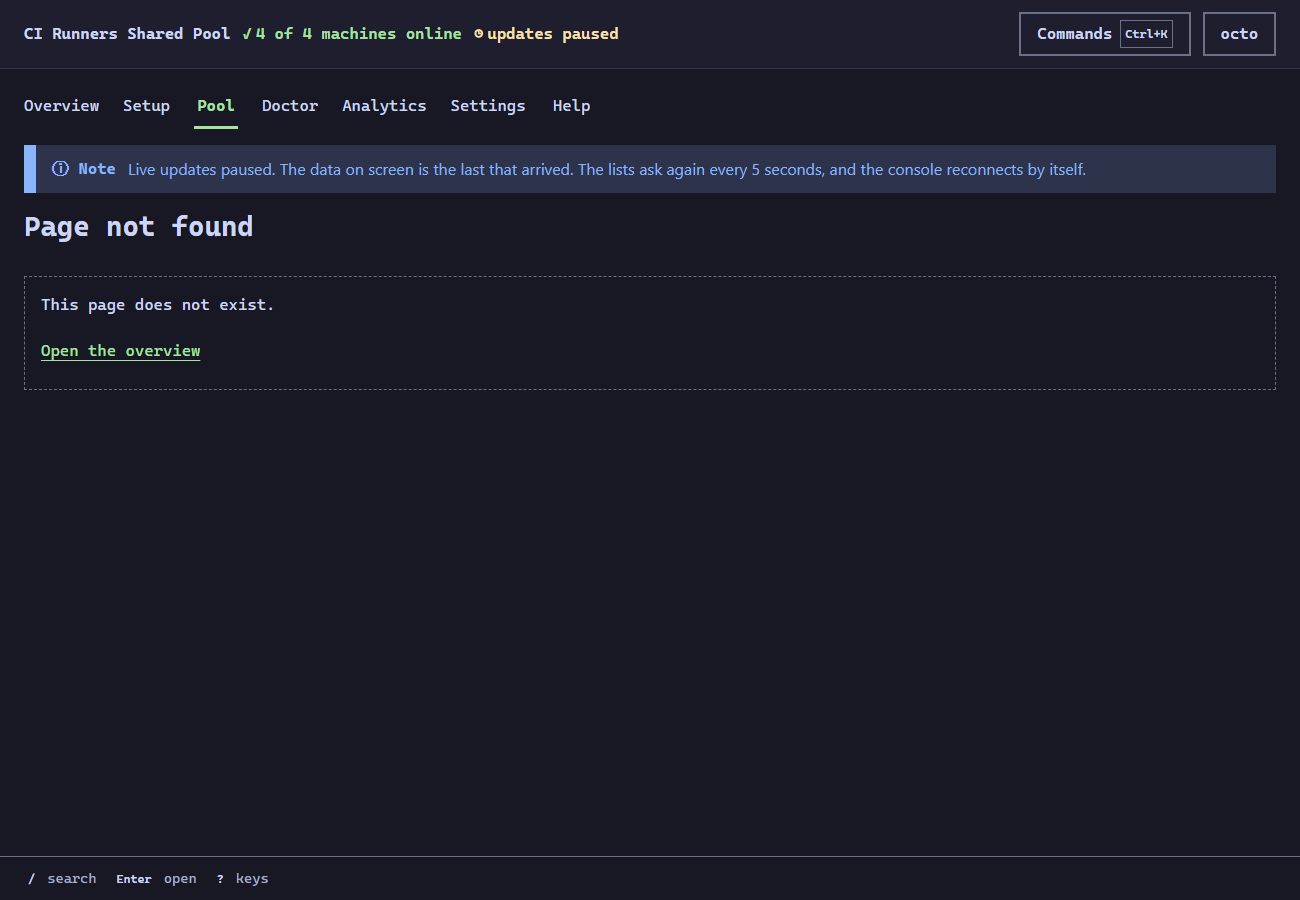 CI Runners Shared Pool ✓ 4 of 4 machines online updates paused Commands Ctrl+K octo
Overview Setup Pool Doctor Analytics Settings Help
Note Live updates paused. The data on screen is the last that arrived. The lists ask again every 5 seconds, and the console reconnects by itself.
Page not found
This page does not exist.
Open the overview
/ search Enter open ? keys